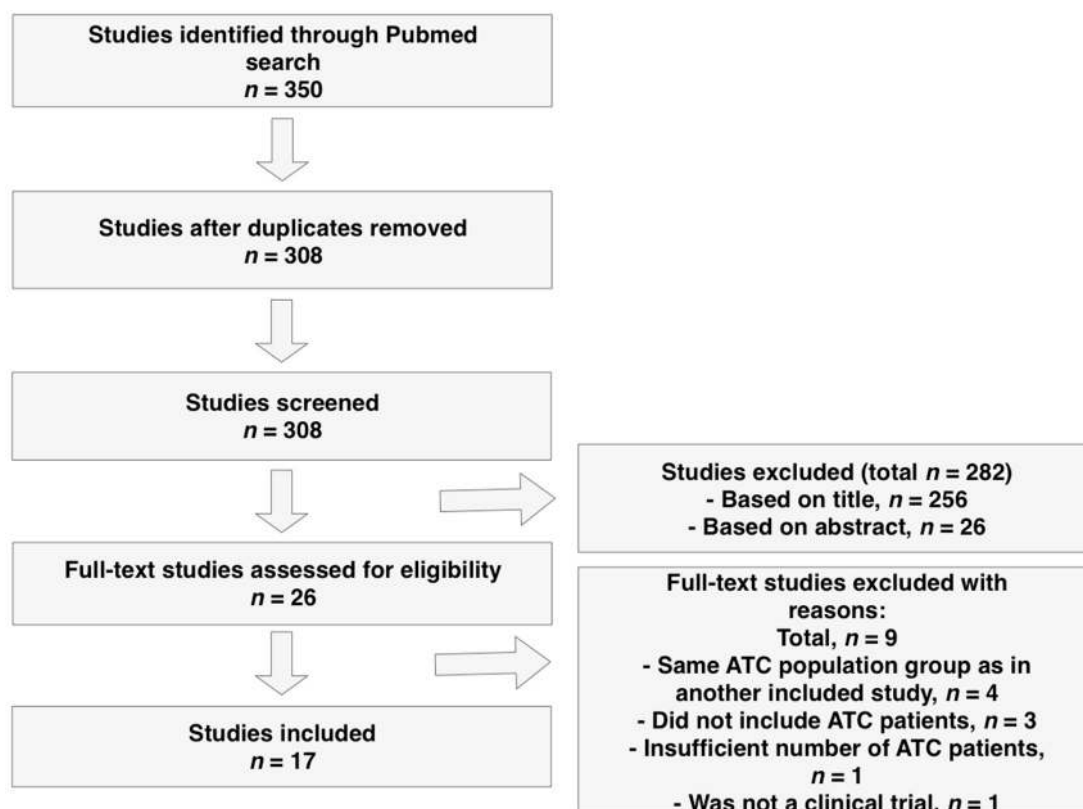 Studies identified through Pubmed
search
n = 350
Studies after duplicates removed
n = 308
Studies screened
n = 308
Studies excluded (total n = 282)
- Based on title, n = 256
- Based on abstract, n = 26
Full-text studies assessed for eligibility
n = 26
Full-text studies excluded with
reasons:
Total, n = 9
- Same ATC population group as in
another included study, n = 4
- Did not include ATC patients, n = 3
- Insufficient number of ATC patients,
n = 1
- Was not a clinical trial, n = 1
Studies included
n = 17